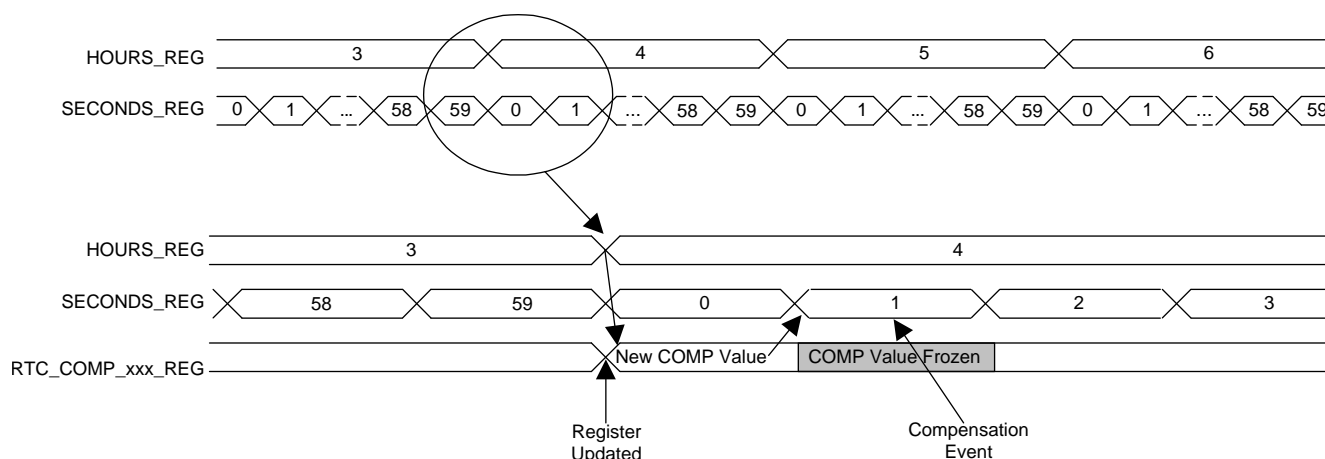 HOURS_REG 3 4 5 6
SECONDS_REG 0 1 ... 58 59 0 1 ... 58 59 0 1 ... 58 59 0 1 ... 58 59
HOURS_REG 3 4
SECONDS_REG 58 59 0 1 2 3
RTC_COMP_xxx_REG New COMP Value COMP Value Frozen
Register
Updated
Compensation
Event